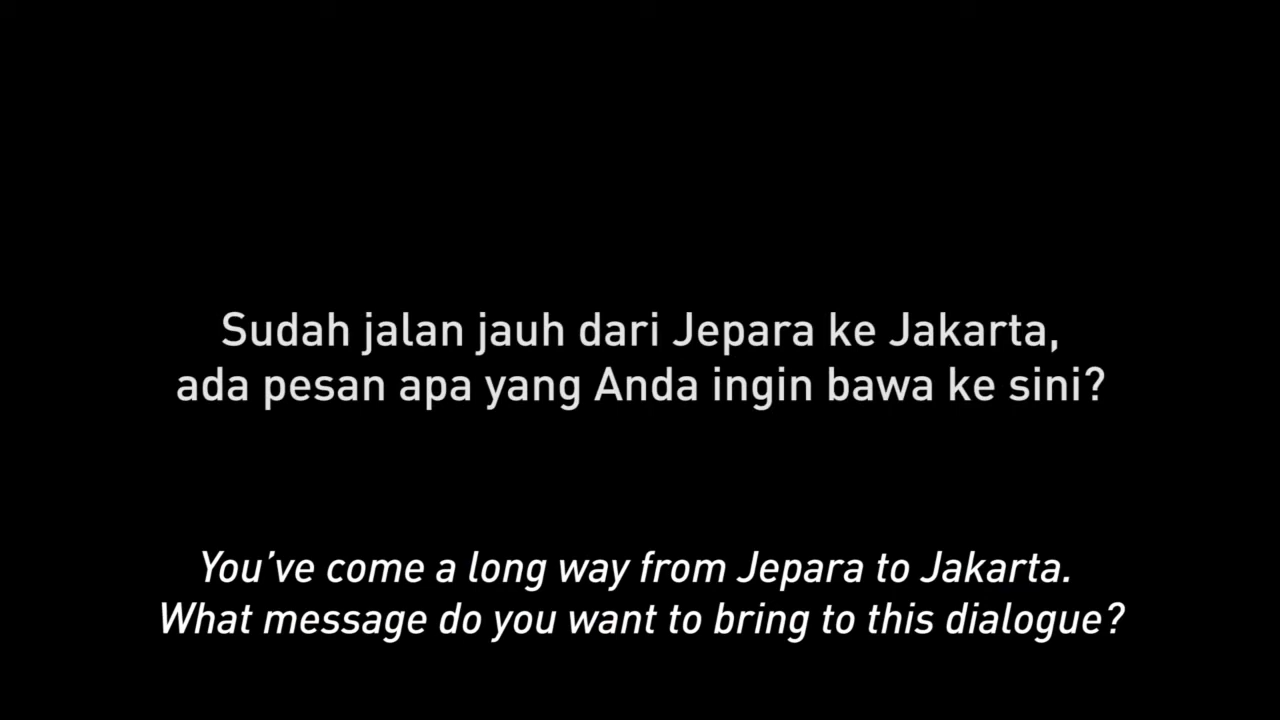 Sudah jalan jauh dari Jepara ke Jakarta,
ada pesan apa yang Anda ingin bawa ke sini?
You’ve come a long way from Jepara to Jakarta.
What message do you want to bring to this dialogue?